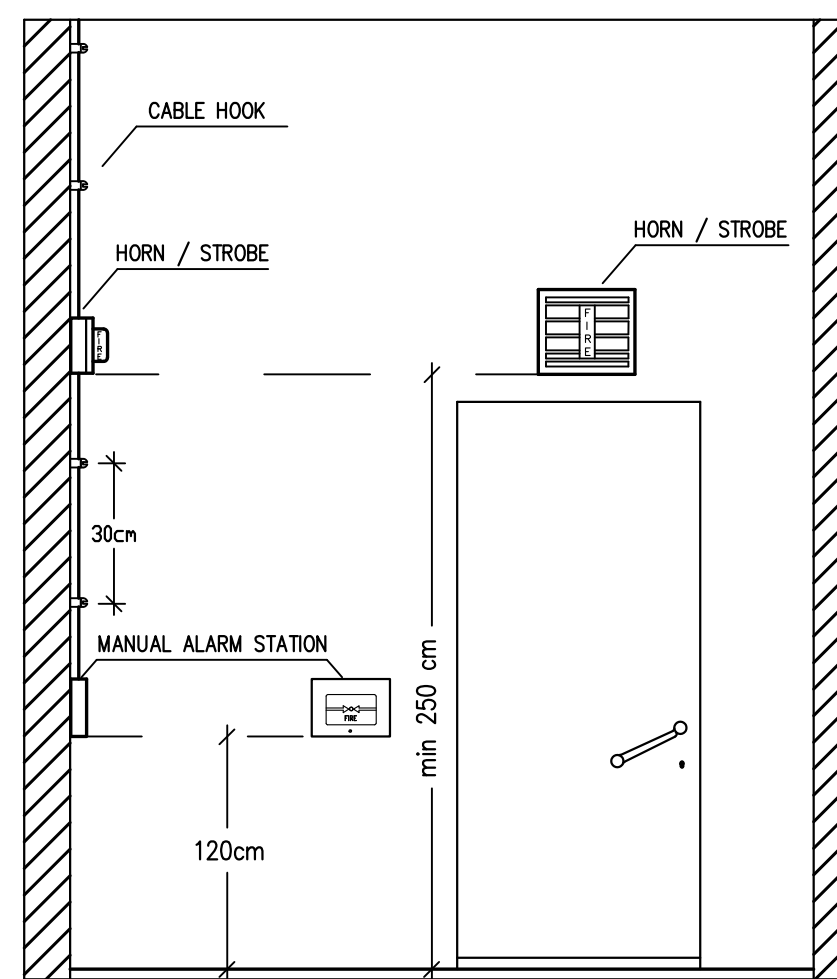 CABLE HOOK
HORN / STROBE
HORN / STROBE
FIRE
FIRE
30cm
MANUAL ALARM STATION
FIRE
min 250 cm
120cm